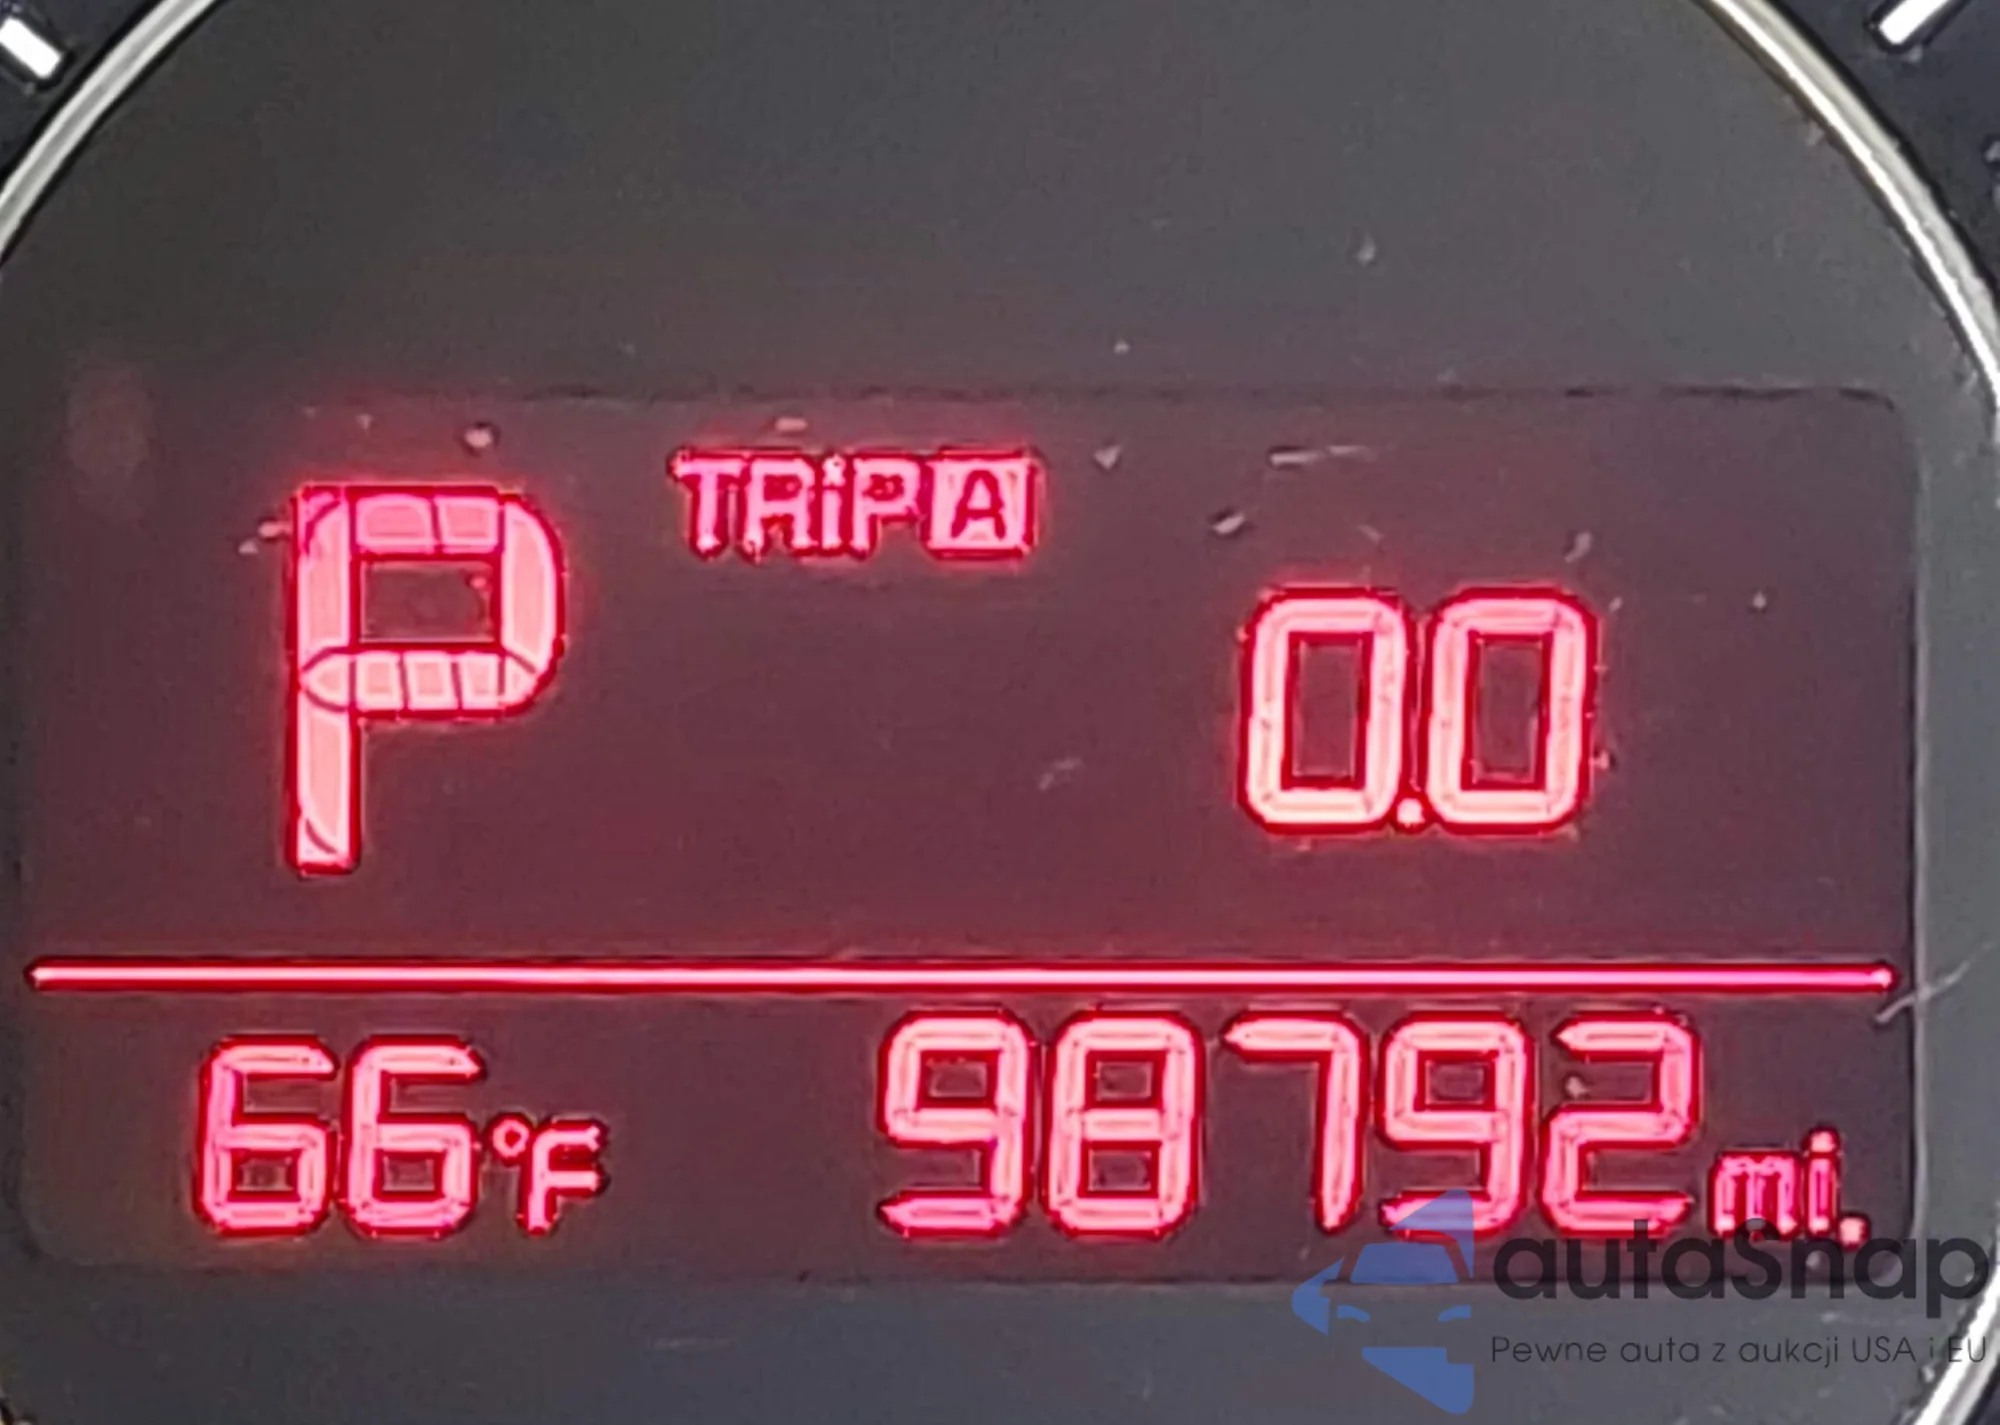 P TRiP A
0.0
66°F 98792 mi.
autaSnap
Pewne auta z aukcji USA i EU